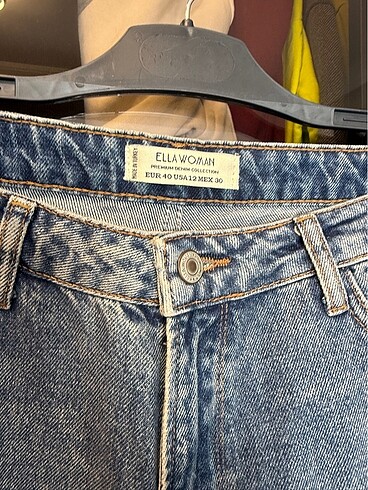 MADE IN TURKEY
ELLA WOMAN
PREMIUM DENIM COLLECTION
EUR 40 USA 12 MEX 30